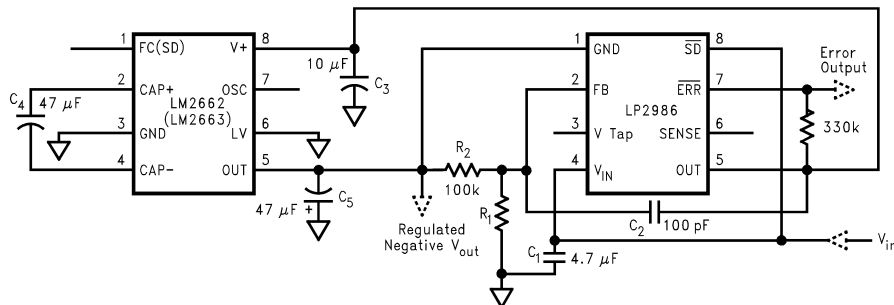 1 FC(SD) V+ 8
2 CAP+ OSC 7
3 GND LV 6
4 CAP- OUT 5
LM2662
(LM2663)
C4 47 µF
10 µF C3
47 µF + C5
R2
100k
R1
Regulated
Negative Vout
1 GND SD 8
2 FB ERR 7
3 V Tap SENSE 6
4 VIN OUT 5
LP2986
Error
Output
330k
C2 100 pF
C1 4.7 µF
Vin